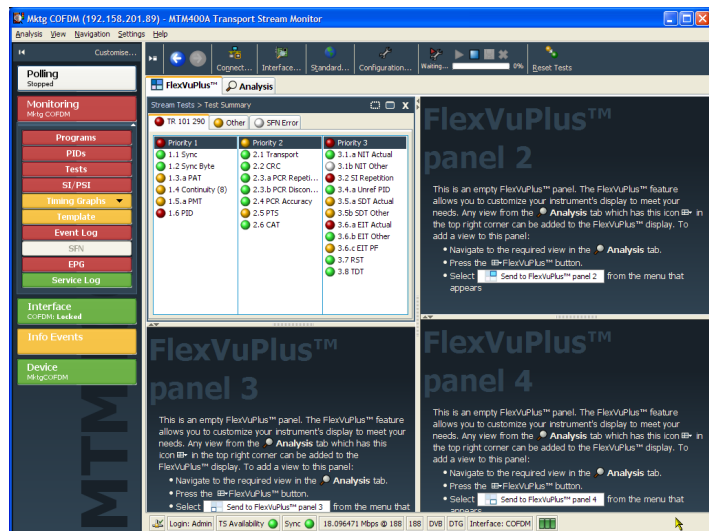 Mktg COFDM (192.158.201.89) - MTM400A Transport Stream Monitor
Analysis View Navigation Settings Help
Customise...
Connect... Interface... Standard... Configuration... Waiting... 0% Reset Tests
Polling
Stopped
FlexVuPlus™ Analysis
Monitoring
Mktg COFDM
Programs
PIDs
Tests
SI/PSI
Timing Graphs
Template
Event Log
SFN
EPG
Service Log
Interface
COFDM: Locked
Info Events
Device
MktgCOFDM
MTM
Stream Tests > Test Summary
TR 101 290 Other SFN Error
Priority 1
1.1 Sync
1.2 Sync Byte
1.3.a PAT
1.4 Continuity (8)
1.5.a PMT
1.6 PID
Priority 2
2.1 Transport
2.2 CRC
2.3.a PCR Repeti...
2.3.b PCR Discon...
2.4 PCR Accuracy
2.5 PTS
2.6 CAT
Priority 3
3.1.a NIT Actual
3.1.b NIT Other
3.2 SI Repetition
3.4.a Unref PID
3.5.a SDT Actual
3.5b SDT Other
3.6.a EIT Actual
3.6.b EIT Other
3.6.c EIT PF
3.7 RST
3.8 TDT
FlexVuPlus™
panel 2
This is an empty FlexVuPlus™ panel. The FlexVuPlus™ feature
allows you to customize your instrument's display to meet your
needs. Any view from the Analysis tab which has this icon
in the top right corner can be added to the FlexVuPlus™ display. To
add a view to this panel:
• Navigate to the required view in the Analysis tab.
• Press the FlexVuPlus™ button.
• Select Send to FlexVuPlus™ panel 2 from the menu that
appears
FlexVuPlus™
panel 3
This is an empty FlexVuPlus™ panel. The FlexVuPlus™ feature
allows you to customize your instrument's display to meet your
needs. Any view from the Analysis tab which has this
icon in the top right corner can be added to the
FlexVuPlus™ display. To add a view to this panel:
• Navigate to the required view in the Analysis tab.
• Press the FlexVuPlus™ button.
• Select Send to FlexVuPlus™ panel 3 from the menu that
FlexVuPlus™
panel 4
This is an empty FlexVuPlus™ panel. The FlexVuPlus™ feature
allows you to customize your instrument's display to meet your
needs. Any view from the Analysis tab which has this icon
in the top right corner can be added to the FlexVuPlus™ display. To
add a view to this panel:
• Navigate to the required view in the Analysis tab.
• Press the FlexVuPlus™ button.
• Select Send to FlexVuPlus™ panel 4 from the menu that
appears
Login: Admin TS Availability Sync 18.096471 Mbps @ 188 188 DVB DTG Interface: COFDM